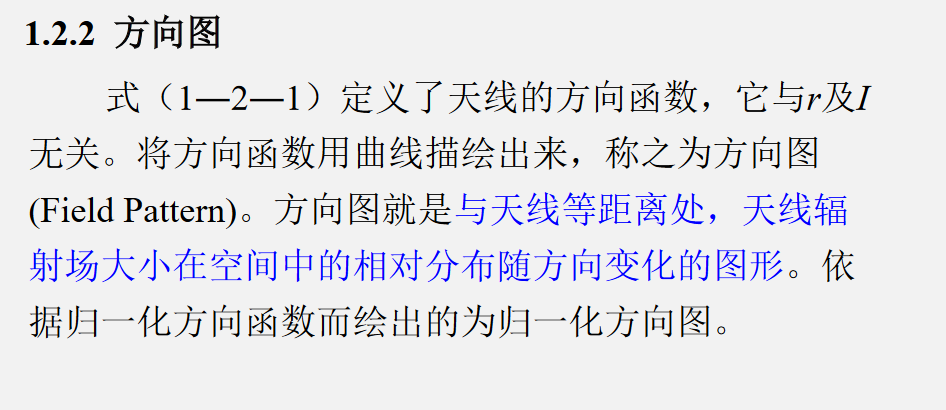 1.2.2 方向图
式（1—2—1）定义了天线的方向函数，它与r及I
无关。将方向函数用曲线描绘出来，称之为方向图
(Field Pattern)。方向图就是与天线等距离处，天线辐
射场大小在空间中的相对分布随方向变化的图形。依
据归一化方向函数而绘出的为归一化方向图。